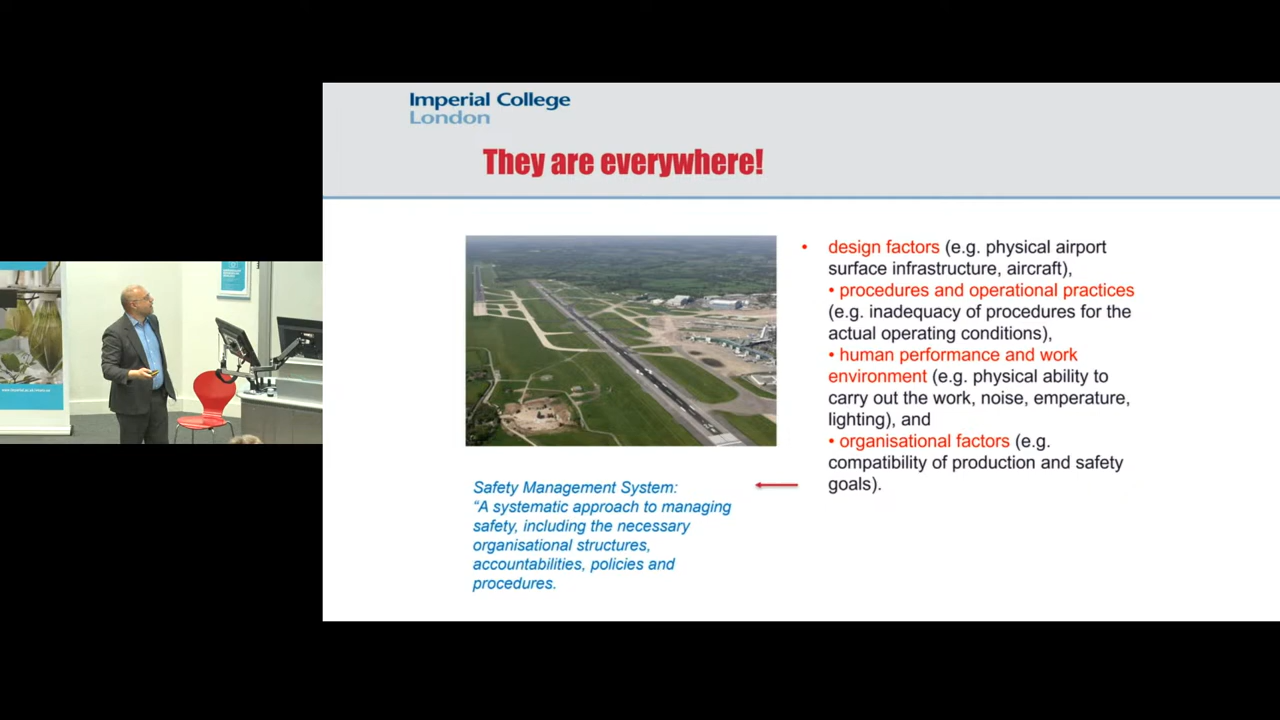 Imperial College
London
They are everywhere!
• design factors (e.g. physical airport
surface infrastructure, aircraft),
• procedures and operational practices
(e.g. inadequacy of procedures for the
actual operating conditions),
• human performance and work
environment (e.g. physical ability to
carry out the work, noise, emperature,
lighting), and
• organisational factors (e.g.
compatibility of production and safety
goals).
Safety Management System:
“A systematic approach to managing
safety, including the necessary
organisational structures,
accountabilities, policies and
procedures.